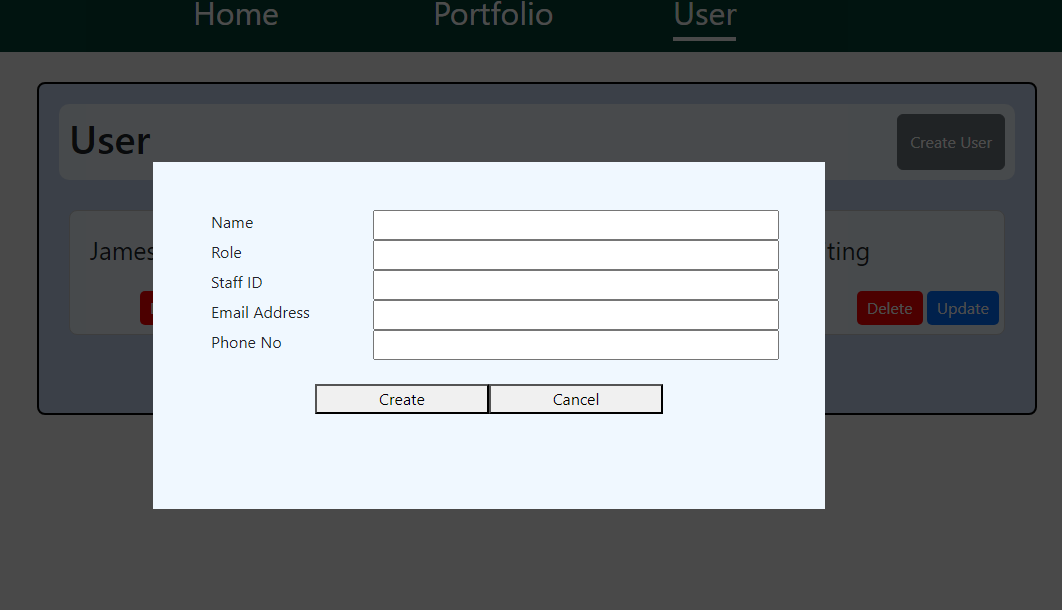 Home Portfolio User
User Create User
James ting
Delete Update
Name
Role
Staff ID
Email Address
Phone No
Create Cancel